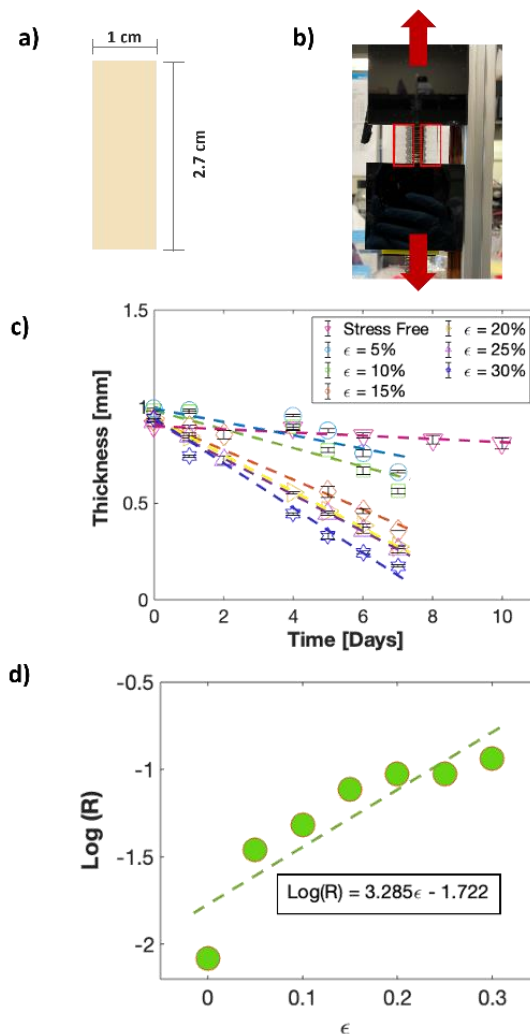 a)
1 cm
2.7 cm
b)
c)
1.5
1
0.5
0
Thickness [mm]
Stress Free
ϵ = 5%
ϵ = 10%
ϵ = 15%
ϵ = 20%
ϵ = 25%
ϵ = 30%
0 2 4 6 8 10
Time [Days]
d)
-0.5
-1
-1.5
-2
Log (R)
Log(R) = 3.285ϵ - 1.722
0 0.1 0.2 0.3
ϵ